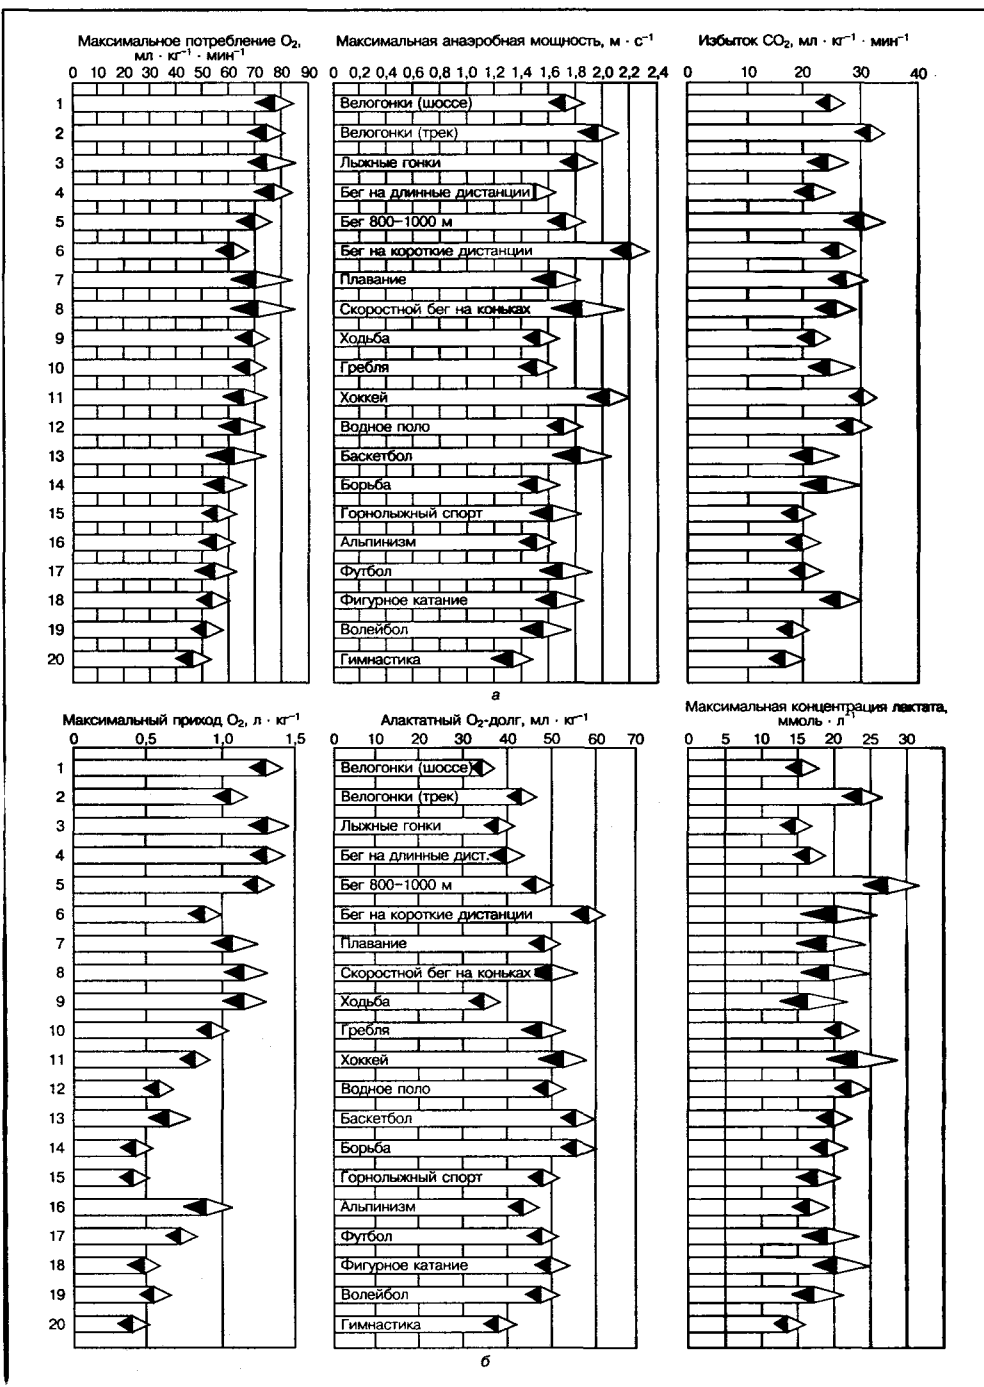 Максимальное потребление O₂, мл · кг⁻¹ · мин⁻¹
0 10 20 30 40 50 60 70 80 90
Максимальная анаэробная мощность, м · с⁻¹
0 0,2 0,4 0,6 0,8 1,0 1,2 1,4 1,6 1,8 2,0 2,2 2,4
Избыток CO₂, мл · кг⁻¹ · мин⁻¹
0 10 20 30 40
1 Велогонки (шоссе)
2 Велогонки (трек)
3 Лыжные гонки
4 Бег на длинные дистанции
5 Бег 800–1000 м
6 Бег на короткие дистанции
7 Плавание
8 Скоростной бег на коньках
9 Ходьба
10 Гребля
11 Хоккей
12 Водное поло
13 Баскетбол
14 Борьба
15 Горнолыжный спорт
16 Альпинизм
17 Футбол
18 Фигурное катание
19 Волейбол
20 Гимнастика
а
Максимальный приход O₂, л · кг⁻¹
0 0,5 1,0 1,5
Алактатный O₂-долг, мл · кг⁻¹
0 10 20 30 40 50 60 70
Максимальная концентрация лактата, ммоль · л⁻¹
0 5 10 15 20 25 30
1 Велогонки (шоссе)
2 Велогонки (трек)
3 Лыжные гонки
4 Бег на длинные дист.
5 Бег 800–1000 м
6 Бег на короткие дистанции
7 Плавание
8 Скоростной бег на коньках
9 Ходьба
10 Гребля
11 Хоккей
12 Водное поло
13 Баскетбол
14 Борьба
15 Горнолыжный спорт
16 Альпинизм
17 Футбол
18 Фигурное катание
19 Волейбол
20 Гимнастика
б